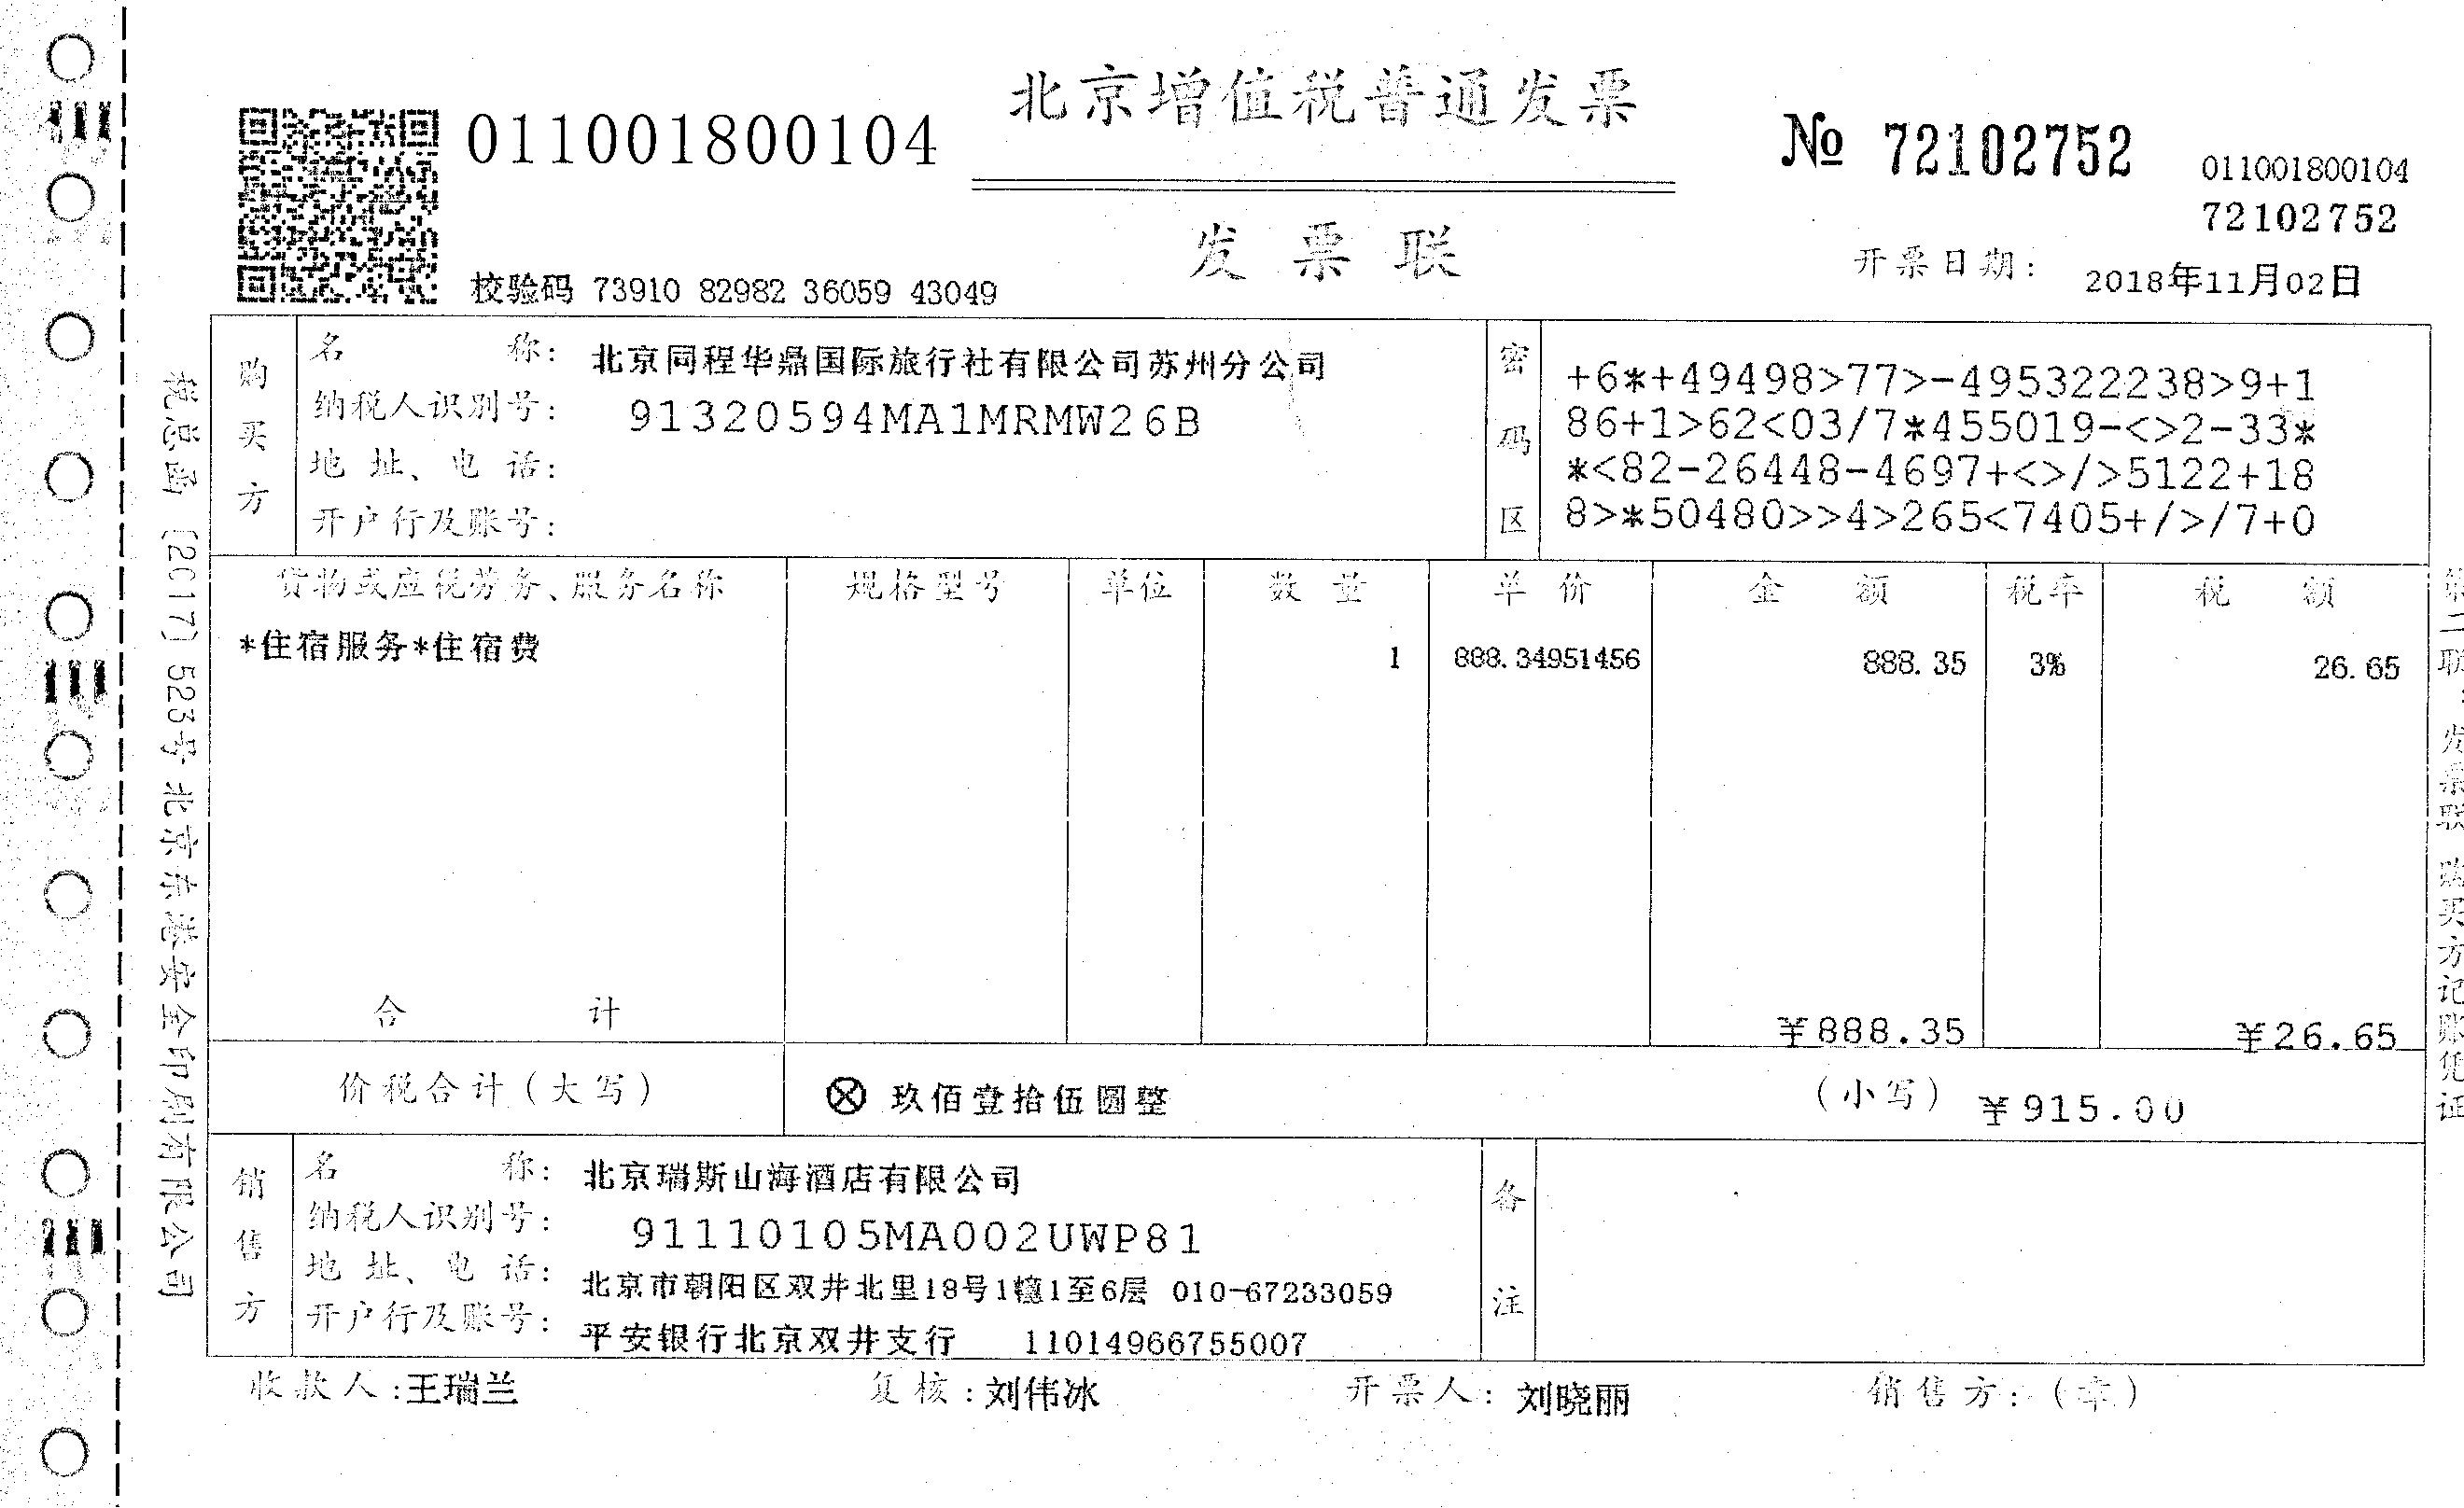 北京增值税普通发票
011001800104
№ 72102752
011001800104
72102752
发票联
校验码 73910 82982 36059 43049
开票日期: 2018年11月02日
购买方
名 称: 北京同程华鼎国际旅行社有限公司苏州分公司
纳税人识别号: 91320594MA1MRMW26B
地 址、电 话:
开户行及账号:
密码区
+6*+49498>77>-495322238>9+1
86+1>62<03/7*455019-<>2-33*
*<82-26448-4697+<>/>5122+18
8>*50480>>4>265<7405+/>/7+0
货物或应税劳务、服务名称 规格型号 单位 数 量 单 价 金 额 税率 税 额
*住宿服务*住宿费 1 888.34951456 888.35 3% 26.65
合 计 ¥888.35 ¥26.65
价税合计(大写) ⊗ 玖佰壹拾伍圆整 (小写) ¥915.00
销售方
名 称: 北京瑞斯山海酒店有限公司
纳税人识别号: 91110105MA002UWP81
地 址、电 话: 北京市朝阳区双井北里18号1幢1至6层 010-67233059
开户行及账号: 平安银行北京双井支行 11014966755007
备注
收款人:王瑞兰 复核:刘伟冰 开票人:刘晓丽 销售方:(章)
税总函〔2017〕523号北京东港安全印刷有限公司
第二联:发票联 购买方记账凭证